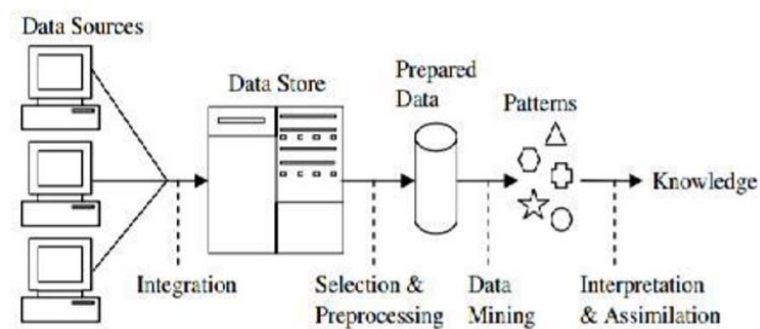 Data Sources
Data Store
Prepared
Data
Patterns
Knowledge
Integration
Selection &
Preprocessing
Data
Mining
Interpretation
& Assimilation